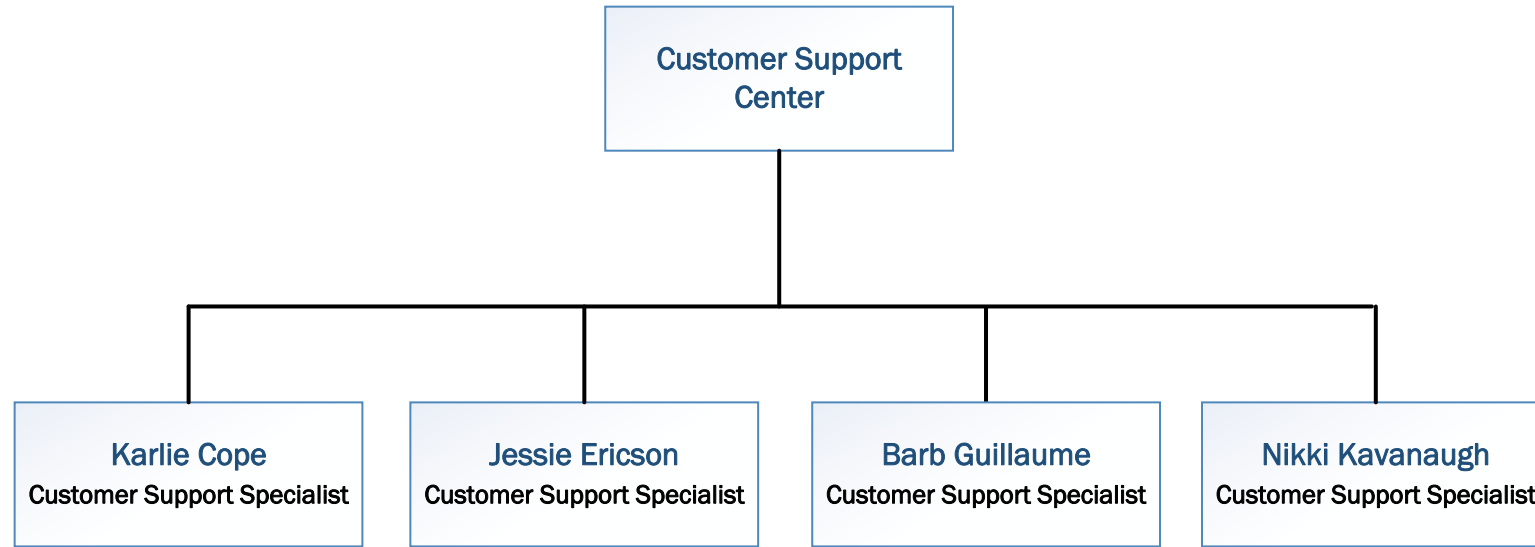 Customer Support
Center
Karlie Cope
Customer Support Specialist
Jessie Ericson
Customer Support Specialist
Barb Guillaume
Customer Support Specialist
Nikki Kavanaugh
Customer Support Specialist